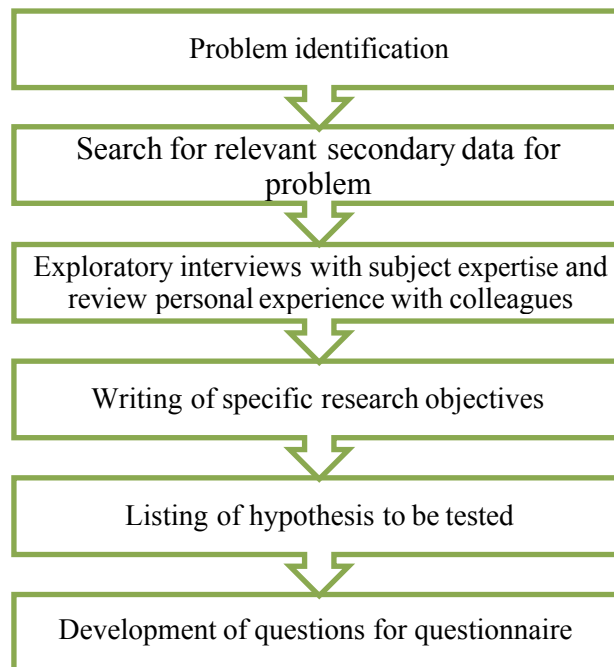 Problem identification
Search for relevant secondary data for
problem
Exploratory interviews with subject expertise and
review personal experience with colleagues
Writing of specific research objectives
Listing of hypothesis to be tested
Development of questions for questionnaire